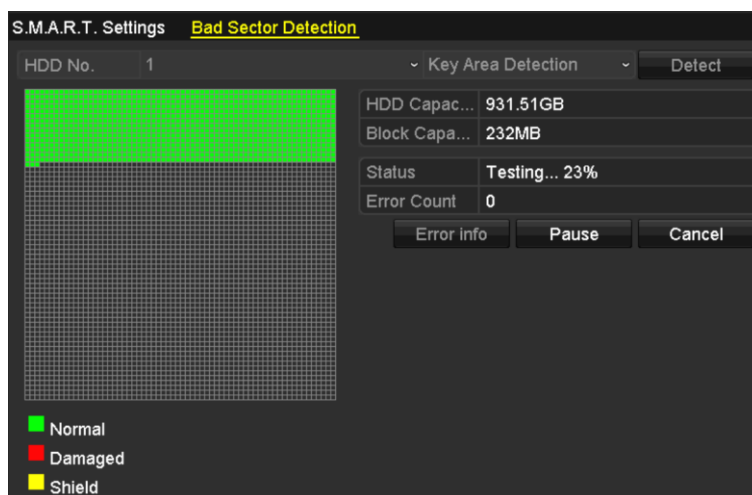 S.M.A.R.T. Settings Bad Sector Detection
HDD No. 1 Key Area Detection Detect
HDD Capac... 931.51GB
Block Capa... 232MB
Status Testing... 23%
Error Count 0
Error info Pause Cancel
Normal
Damaged
Shield